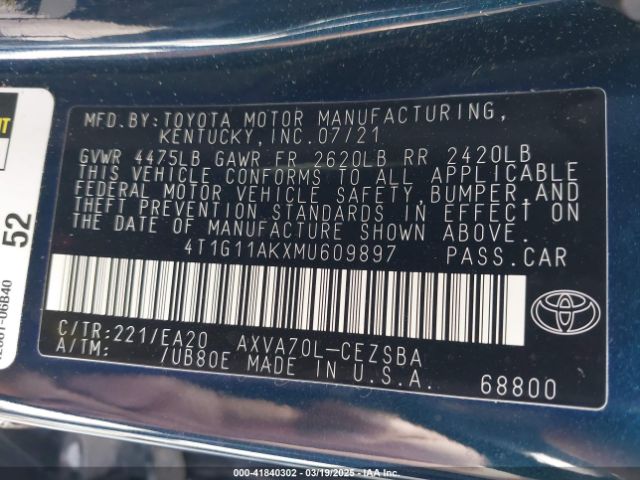 MFD.BY:TOYOTA MOTOR MANUFACTURING,
KENTUCKY,INC.07/21
GVWR 4475LB GAWR FR 2620LB RR 2420LB
THIS VEHICLE CONFORMS TO ALL APPLICABLE
FEDERAL MOTOR VEHICLE SAFETY,BUMPER,AND
THEFT PREVENTION STANDARDS IN EFFECT ON
THE DATE OF MANUFACTURE SHOWN ABOVE.
4T1G11AKXMU609897 PASS.CAR
C/TR:221/EA20 AXVA70L-CEZSBA
A/TM: /UB80E MADE IN U.S.A.
68800
TOYOTA
52
00-41840302 / 03/19/2025 / IAA Inc.